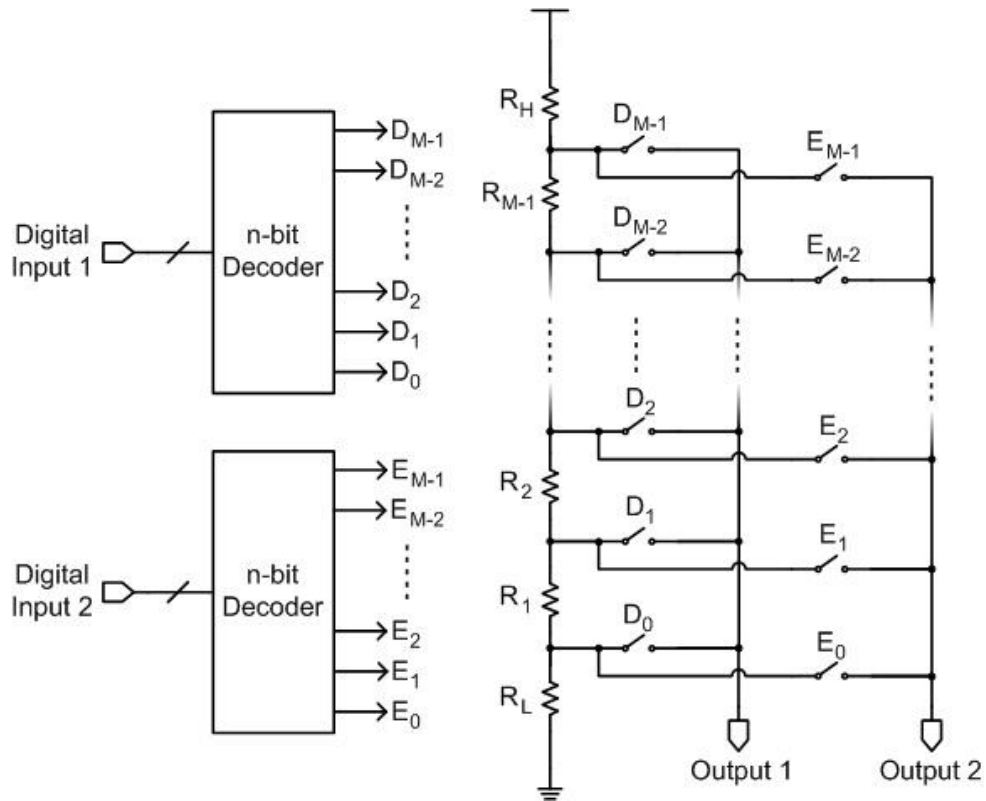 Digital
Input 1
n-bit
Decoder
D_{M-1}
D_{M-2}
D_2
D_1
D_0
Digital
Input 2
n-bit
Decoder
E_{M-1}
E_{M-2}
E_2
E_1
E_0
R_H
D_{M-1}
E_{M-1}
R_{M-1}
D_{M-2}
E_{M-2}
D_2
E_2
R_2
D_1
E_1
R_1
D_0
E_0
R_L
Output 1
Output 2